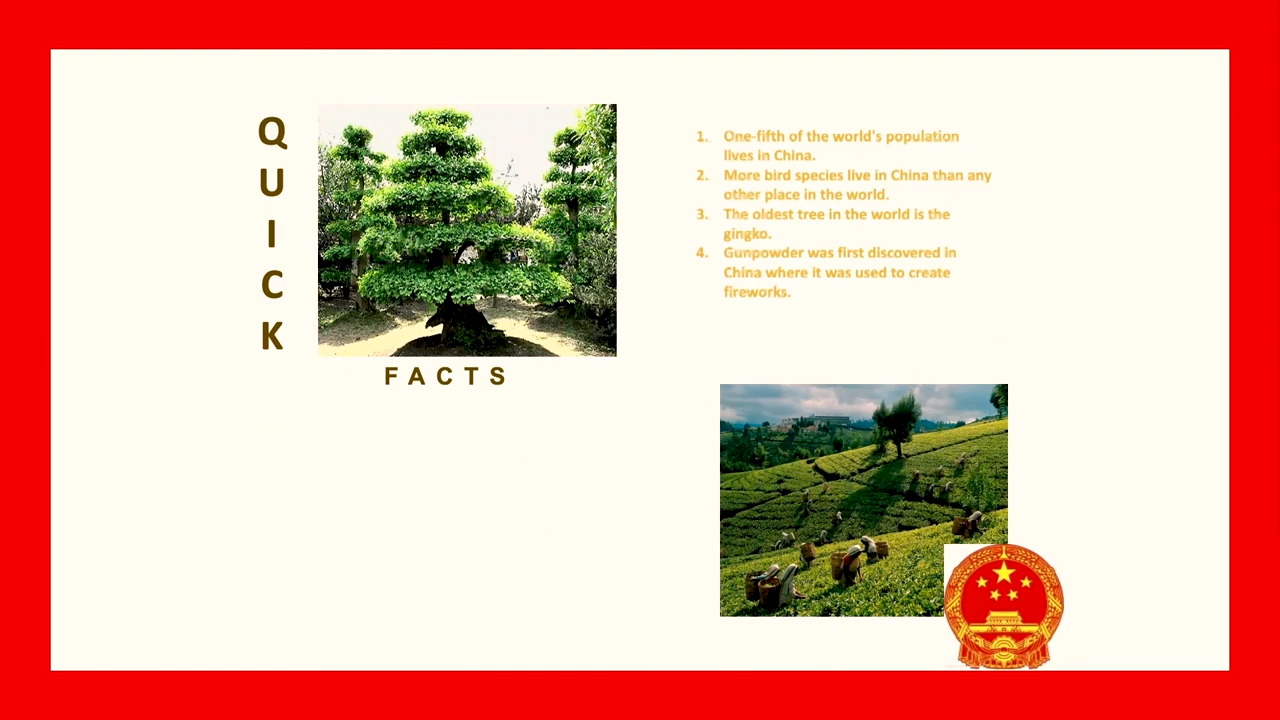 QUICK
FACTS
1. One-fifth of the world's population
lives in China.
2. More bird species live in China than any
other place in the world.
3. The oldest tree in the world is the
gingko.
4. Gunpowder was first discovered in
China where it was used to create
fireworks.